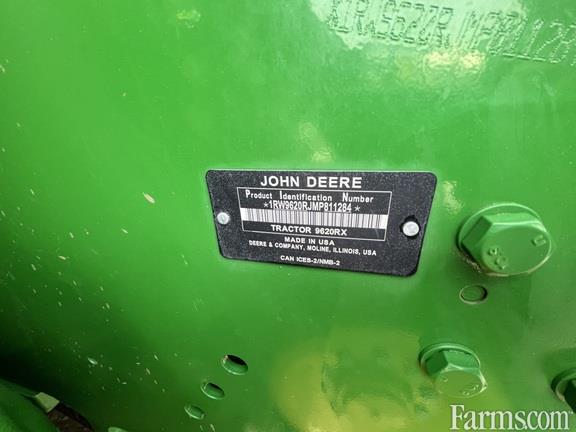 JOHN DEERE
Product Identification Number
*1RW9620RJMP811284*
TRACTOR 9620RX
MADE IN USA
DEERE & COMPANY, MOLINE, ILLINOIS, USA
CAN ICES-2/NMB-2
Farms.com